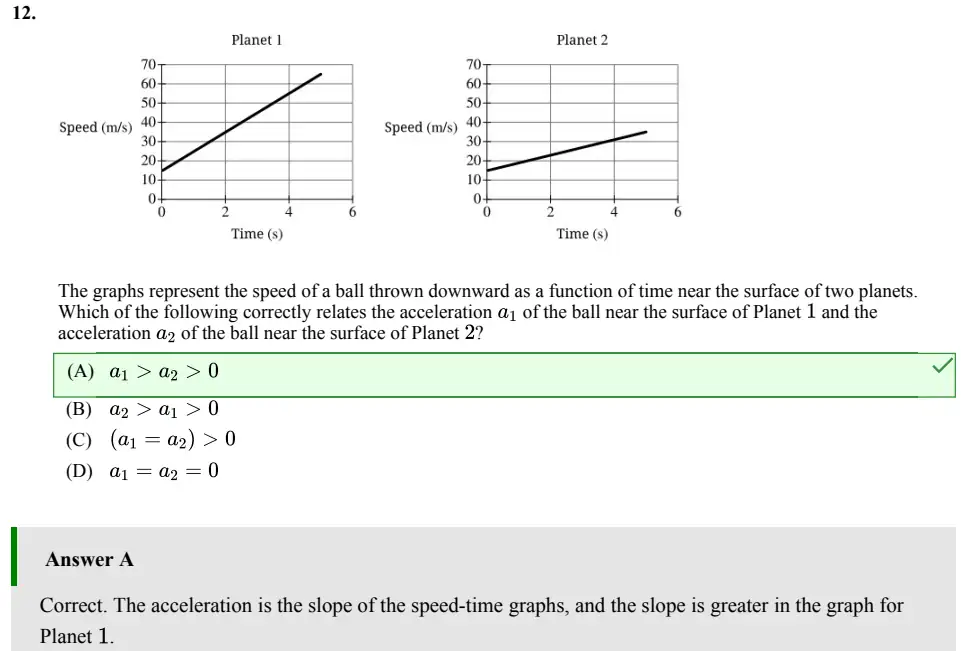 12.
Planet 1
Planet 2
70
60
50
Speed (m/s) 40
30
20
10
0
0 2 4 6
Time (s)
70
60
50
Speed (m/s) 40
30
20
10
0
0 2 4 6
Time (s)
The graphs represent the speed of a ball thrown downward as a function of time near the surface of two planets.
Which of the following correctly relates the acceleration a₁ of the ball near the surface of Planet 1 and the
acceleration a₂ of the ball near the surface of Planet 2?
(A) a₁ > a₂ > 0
(B) a₂ > a₁ > 0
(C) (a₁ = a₂) > 0
(D) a₁ = a₂ = 0
Answer A
Correct. The acceleration is the slope of the speed-time graphs, and the slope is greater in the graph for
Planet 1.